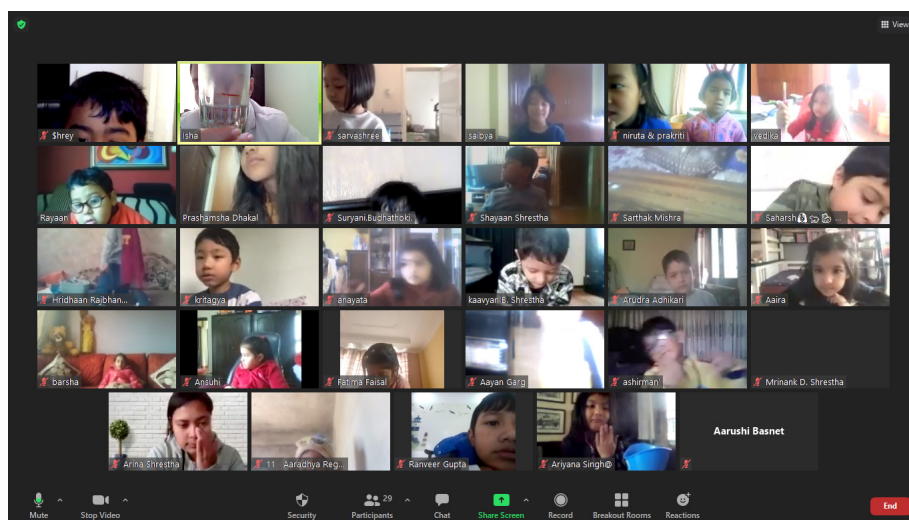 View
$hrey
Isha
sarvashree
saibya
niruta & prakriti
vedika
Rayaan
Prashamsha Dhakal
Suryani.Budhathoki.
Shayaan Shrestha
Sarthak Mishra
Saharsh
Hridhaan Rajbhan...
kritagya
anayata
kaavyan B. Shrestha
Arudra Adhikari
Aaira
barsha
Ansuhi
Fatima Faisal
Aayan Garg
ashirman
Mrinank D. Shrestha
Arina Shrestha
11 Aaradhya Reg...
Ranveer Gupta
Ariyana Singh@
Aarushi Basnet
Mute
Stop Video
Security
Participants
29
Chat
Share Screen
Record
Breakout Rooms
Reactions
End